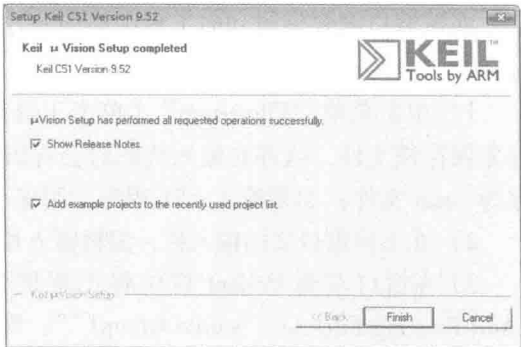 Setup Keil C51 Version 9.52
Keil μVision Setup completed
Keil C51 Version 9.52
KEIL™
Tools by ARM
μVision Setup has performed all requested operations successfully.
Show Release Notes.
Add example projects to the recently used project list.
Keil μVision Setup
<< Back
Finish
Cancel